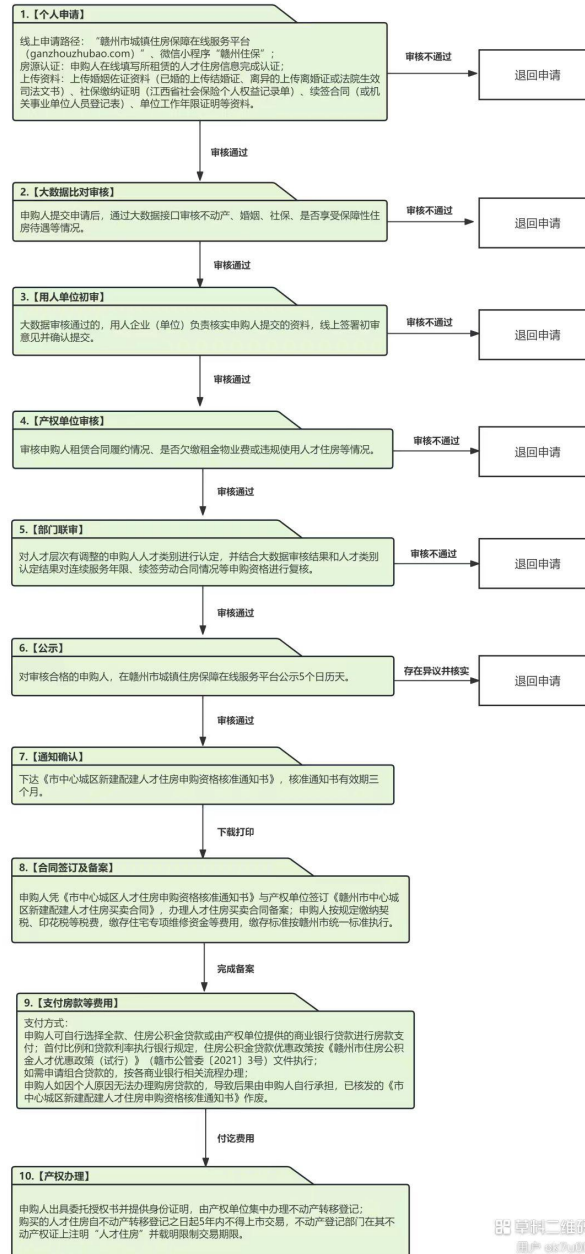 1.【个人申请】
线上申请路径：“赣州市城镇住房保障在线服务平台
（ganzhouzhubao.com）”、微信小程序“赣州住保”；
房源认证：申购人在线填写所租赁的人才住房信息完成认证；
上传资料：上传婚姻佐证资料（已婚的上传结婚证、离异的上传离婚证或法院生效
司法文书）、社保缴纳证明（江西省社会保险个人权益记录单）、续签合同（或机
关事业单位人员登记表）、单位工作年限证明等资料。
审核不通过
退回申请
审核通过
2.【大数据比对审核】
申购人提交申请后，通过大数据接口审核不动产、婚姻、社保、是否享受保障性住
房待遇等情况。
审核不通过
退回申请
审核通过
3.【用人单位初审】
大数据审核通过的，用人企业（单位）负责核实申购人提交的资料，线上签署初审
意见并确认提交。
审核不通过
退回申请
审核通过
4.【产权单位审核】
审核申购人租赁合同履约情况、是否欠缴租金物业费或违规使用人才住房等情况。
审核不通过
退回申请
审核通过
5.【部门联审】
对人才层次有调整的申购人人才类别进行认定，并结合大数据审核结果和人才类别
认定结果对连续服务年限、续签劳动合同情况等申购资格进行复核。
审核不通过
退回申请
审核通过
6.【公示】
对审核合格的申购人，在赣州市城镇住房保障在线服务平台公示5个日历天。
存在异议并核实
退回申请
审核通过
7.【通知确认】
下达《市中心城区新建配建人才住房申购资格核准通知书》，核准通知书有效期三
个月。
下载打印
8.【合同签订及备案】
申购人凭《市中心城区人才住房申购资格核准通知书》与产权单位签订《赣州市中心城
区新建配建人才住房买卖合同》，办理人才住房买卖合同备案；申购人按规定缴纳契
税、印花税等税费，缴存住宅专项维修资金等费用，缴存标准按赣州市统一标准执行。
完成备案
9.【支付房款等费用】
支付方式：
申购人可自行选择全款、住房公积金贷款或由产权单位提供的商业银行贷款进行房款支
付；首付比例和贷款利率执行银行规定，住房公积金贷款优惠政策按《赣州市住房公积
金人才优惠政策（试行）》（赣市公管委〔2021〕3号）文件执行；
如需申请组合贷款的，按各商业银行相关流程办理；
申购人如因个人原因无法办理购房贷款的，导致后果由申购人自行承担，已核发的《市
中心城区新建配建人才住房申购资格核准通知书》作废。
付讫费用
10.【产权办理】
申购人出具委托授权书并提供身份证明，由产权单位集中办理不动产转移登记；
购买的人才住房自不动产转移登记之日起5年内不得上市交易，不动产登记部门在其不
动产权证上注明“人才住房”并载明限制交易期限。
草料二维码